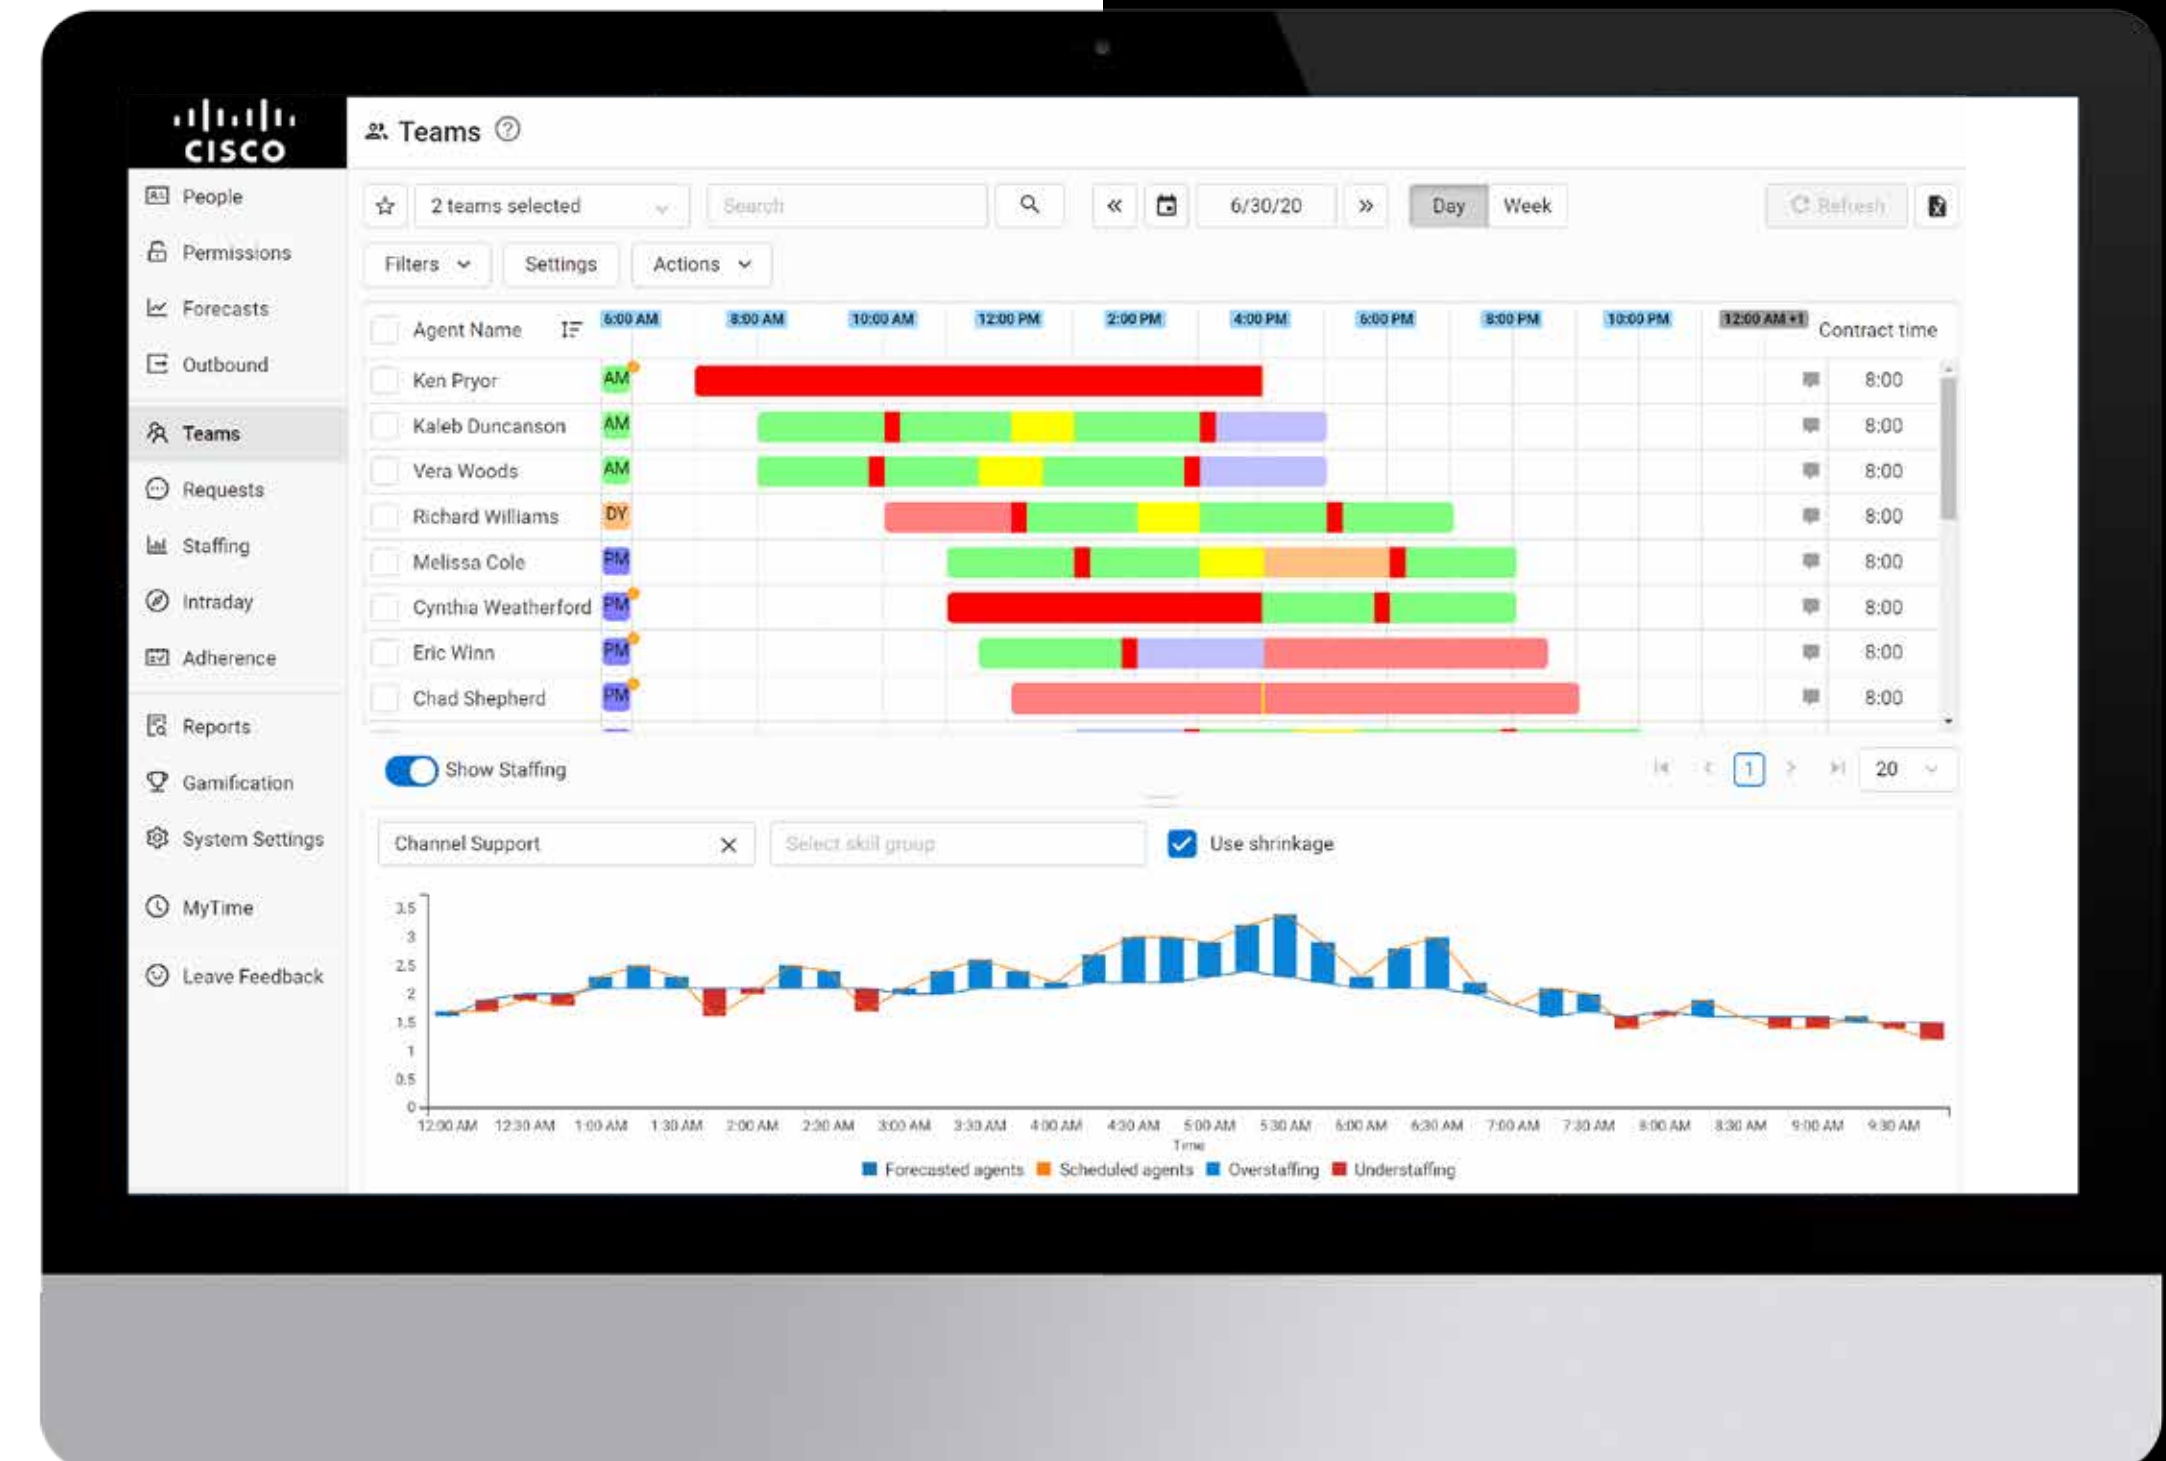 CISCO
Teams
People
Permissions
Forecasts
Outbound
Teams
Requests
Staffing
Intraday
Adherence
Reports
Gamification
System Settings
MyTime
Leave Feedback
2 teams selected
Search
6/30/20
Day
Week
Refresh
Filters
Settings
Actions
Agent Name 6:00 AM 8:00 AM 10:00 AM 12:00 PM 2:00 PM 4:00 PM 6:00 PM 8:00 PM 10:00 PM 12:00 AM +1 Contract time
Ken Pryor AM 8:00
Kaleb Duncanson AM 8:00
Vera Woods AM 8:00
Richard Williams DY 8:00
Melissa Cole PM 8:00
Cynthia Weatherford PM 8:00
Eric Winn PM 8:00
Chad Shepherd PM 8:00
Show Staffing
1
20
Channel Support
Select skill group
Use shrinkage
3.5
3
2.5
2
1.5
1
0.5
0
12:00 AM 12:30 AM 1:00 AM 1:30 AM 2:00 AM 2:30 AM 3:00 AM 3:30 AM 4:00 AM 4:30 AM 5:00 AM 5:30 AM 6:00 AM 6:30 AM 7:00 AM 7:30 AM 8:00 AM 8:30 AM 9:00 AM 9:30 AM
Time
Forecasted agents Scheduled agents Overstaffing Understaffing